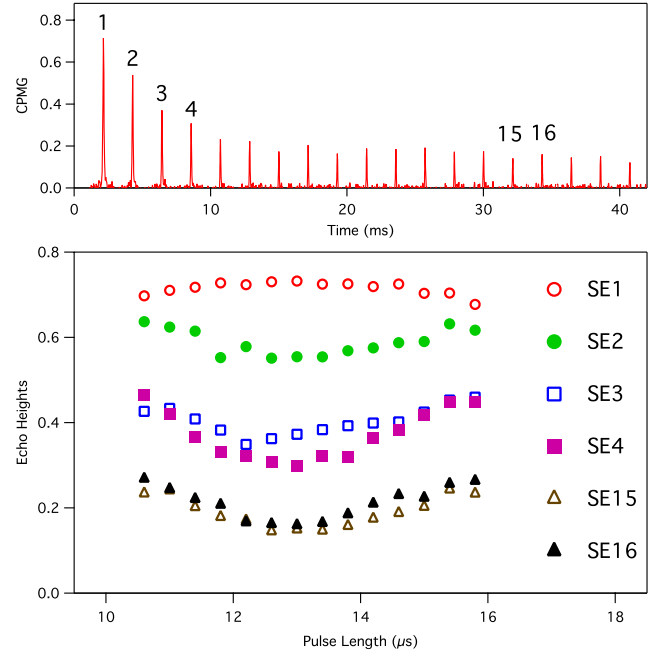 0.8
0.6
0.4
0.2
0.0
CPMG
1
2
3
4
15 16
0 10 20 30 40
Time (ms)
0.8
0.6
0.4
0.2
0.0
Echo Heights
SE1
SE2
SE3
SE4
SE15
SE16
10 12 14 16 18
Pulse Length (µs)